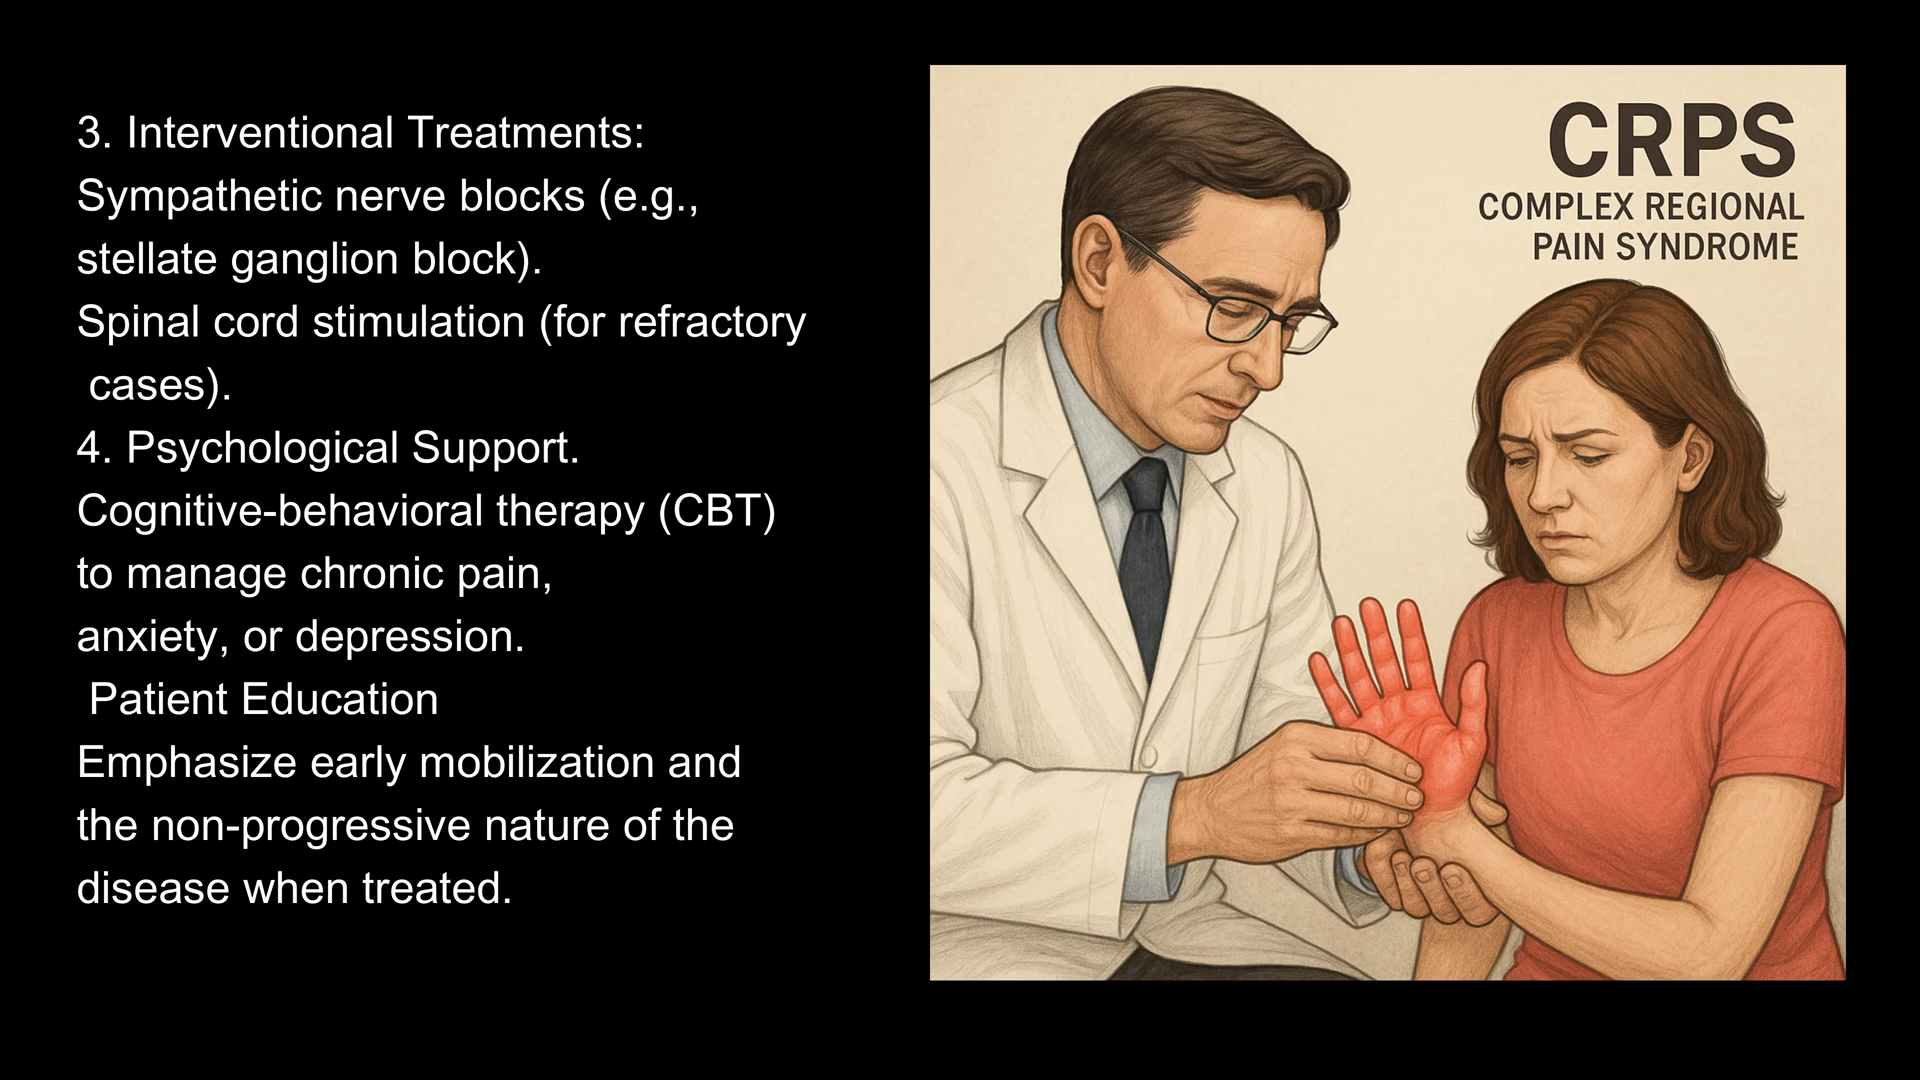 3. Interventional Treatments:
Sympathetic nerve blocks (e.g.,
stellate ganglion block).
Spinal cord stimulation (for refractory
cases).
4. Psychological Support.
Cognitive-behavioral therapy (CBT)
to manage chronic pain,
anxiety, or depression.
Patient Education
Emphasize early mobilization and
the non-progressive nature of the
disease when treated.
CRPS
COMPLEX REGIONAL
PAIN SYNDROME